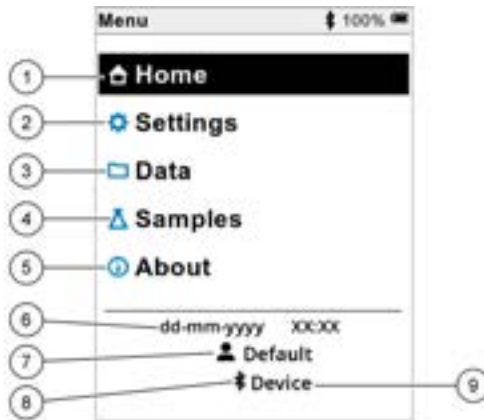 Menu 100%
1 Home
2 Settings
3 Data
4 Samples
5 About
6 dd-mm-yyyy XX:XX
7 Default
8 Device 9